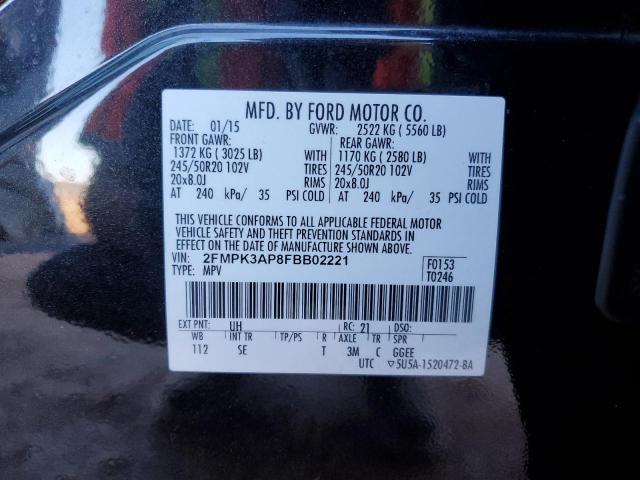 MFD. BY FORD MOTOR CO.
DATE: 01/15 GVWR: 2522 KG ( 5560 LB)
FRONT GAWR: REAR GAWR:
1372 KG ( 3025 LB) WITH 1170 KG ( 2580 LB) WITH
245/50R20 102V TIRES 245/50R20 102V TIRES
20x8.0J RIMS 20x8.0J RIMS
AT 240 kPa/ 35 PSI COLD AT 240 kPa/ 35 PSI COLD
THIS VEHICLE CONFORMS TO ALL APPLICABLE FEDERAL MOTOR
VEHICLE SAFETY AND THEFT PREVENTION STANDARDS IN
EFFECT ON THE DATE OF MANUFACTURE SHOWN ABOVE.
VIN: 2FMPK3AP8FBB02221 F0153
TYPE: MPV T0246
EXT PNT: UH RC: 21 DSO:
WB INT TR TP/PS R AXLE TR SPR
112 SE T 3M C GGEE
UTC ▽5U5A-1520472-BA